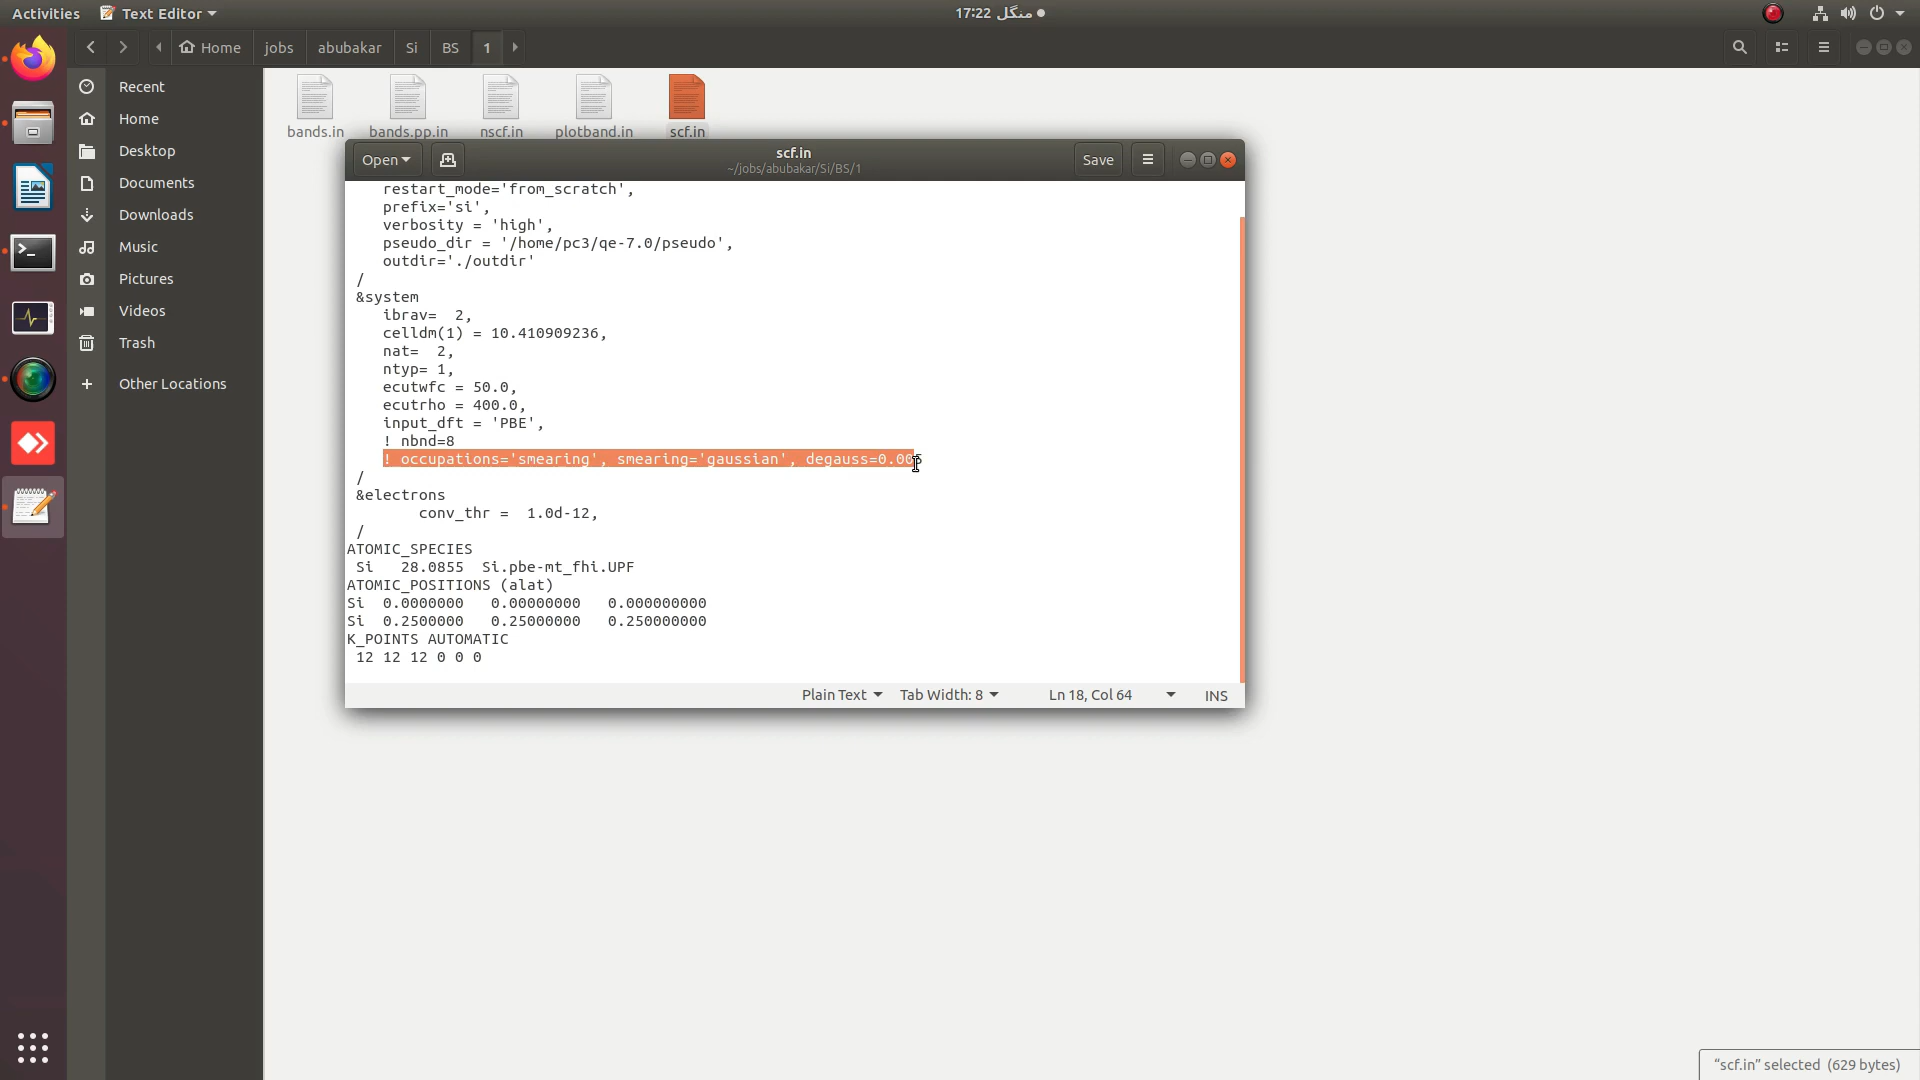 Activities
Text Editor
17:22 منگل
Home
jobs
abubakar
Si
BS
1
Recent
Home
Desktop
Documents
Downloads
Music
Pictures
Videos
Trash
Other Locations
bands.in
bands.pp.in
nscf.in
plotband.in
scf.in
Open
scf.in
~/jobs/abubakar/Si/BS/1
Save
restart_mode='from_scratch',
prefix='si',
verbosity = 'high',
pseudo_dir = '/home/pc3/qe-7.0/pseudo',
outdir='./outdir'
/
&system
ibrav=  2,
celldm(1) = 10.410909236,
nat=  2,
ntyp= 1,
ecutwfc = 50.0,
ecutrho = 400.0,
input_dft = 'PBE',
! nbnd=8
! occupations='smearing', smearing='gaussian', degauss=0.005
/
&electrons
conv_thr =  1.0d-12,
/
ATOMIC_SPECIES
Si   28.0855  Si.pbe-mt_fhi.UPF
ATOMIC_POSITIONS (alat)
Si  0.0000000   0.00000000   0.000000000
Si  0.2500000   0.25000000   0.250000000
K_POINTS AUTOMATIC
12 12 12 0 0 0
Plain Text
Tab Width: 8
Ln 18, Col 64
INS
"scf.in" selected (629 bytes)